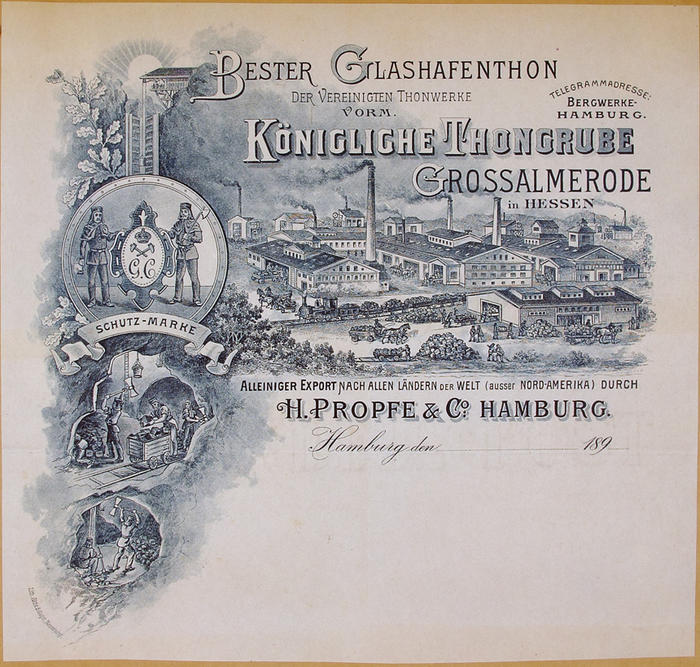 BESTER GLASHAFENTHON
DER VEREINIGTEN THONWERKE
VORM.
KÖNIGLICHE THONGRUBE
GROSSALMERODE
in HESSEN
TELEGRAMMADRESSE:
BERGWERKE-
HAMBURG.
G.E
SCHUTZ-MARKE
ALLEINIGER EXPORT NACH ALLEN LÄNDERN DER WELT (ausser NORD-AMERIKA) DURCH
H. PROPFE & Co. HAMBURG.
Hamburg den 189